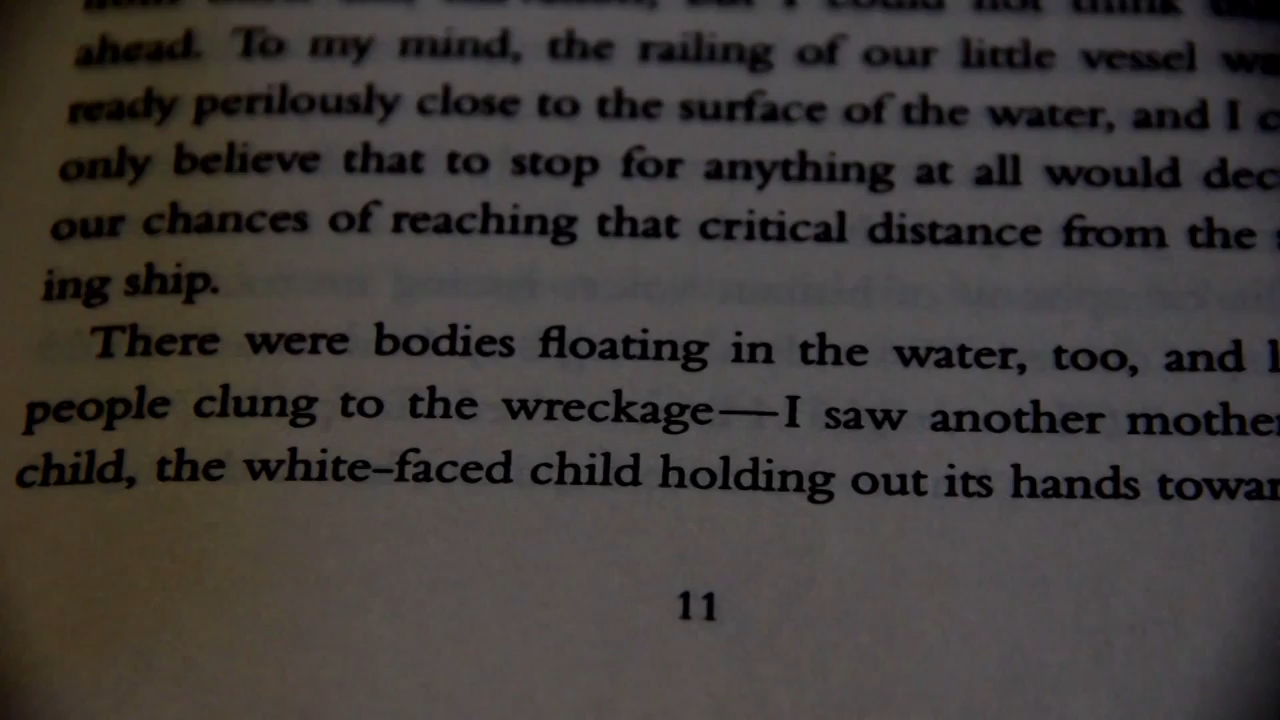 ahead. To my mind, the railing of our little vessel
ready perilously close to the surface of the water, and I
only believe that to stop for anything at all would
our chances of reaching that critical distance from the
ing ship.
There were bodies floating in the water, too, and
people clung to the wreckage—I saw another
child, the white-faced child holding out its hands
11